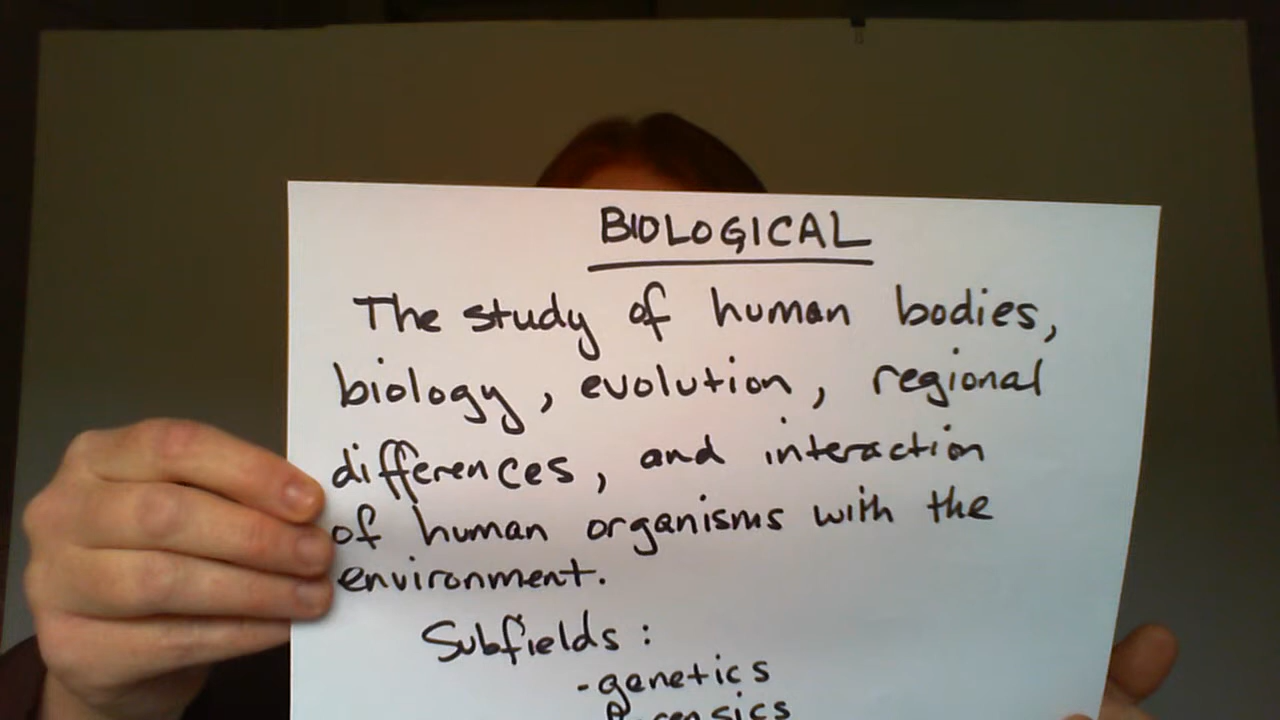 BIOLOGICAL
The study of human bodies,
biology, evolution, regional
differences, and interaction
of human organisms with the
environment.
Subfields:
-genetics
forensics